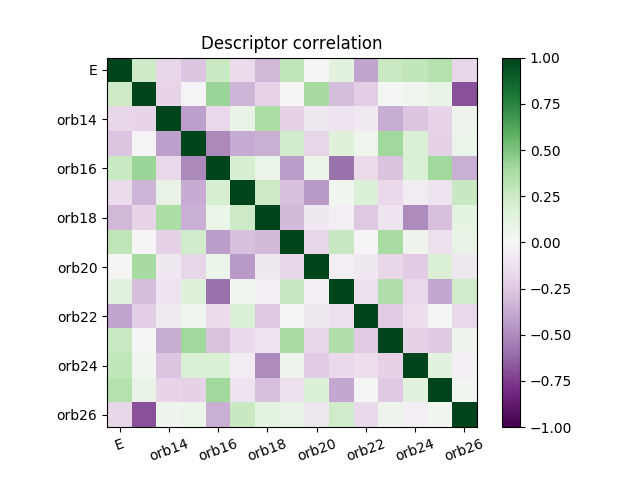 Descriptor correlation
E
orb14
orb16
orb18
orb20
orb22
orb24
orb26
E orb14 orb16 orb18 orb20 orb22 orb24 orb26
1.00
0.75
0.50
0.25
0.00
−0.25
−0.50
−0.75
−1.00